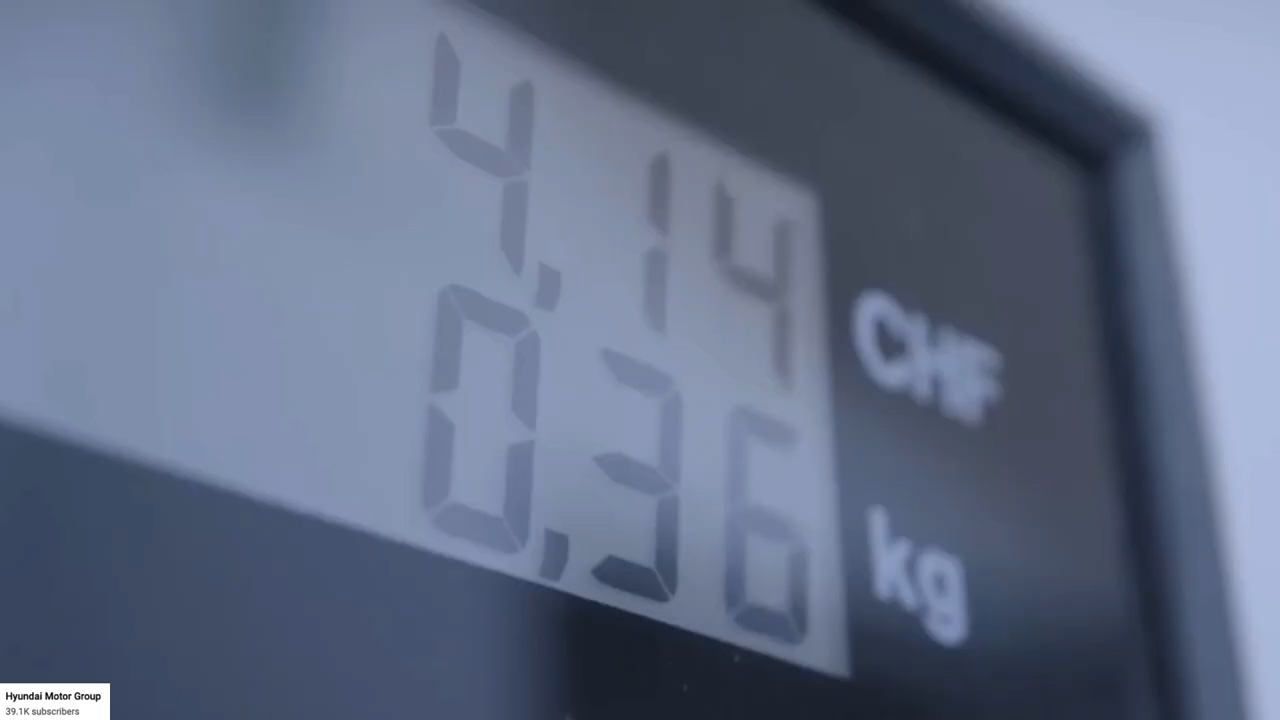 4,14 CHF
0,36 kg
Hyundai Motor Group
39.1K subscribers